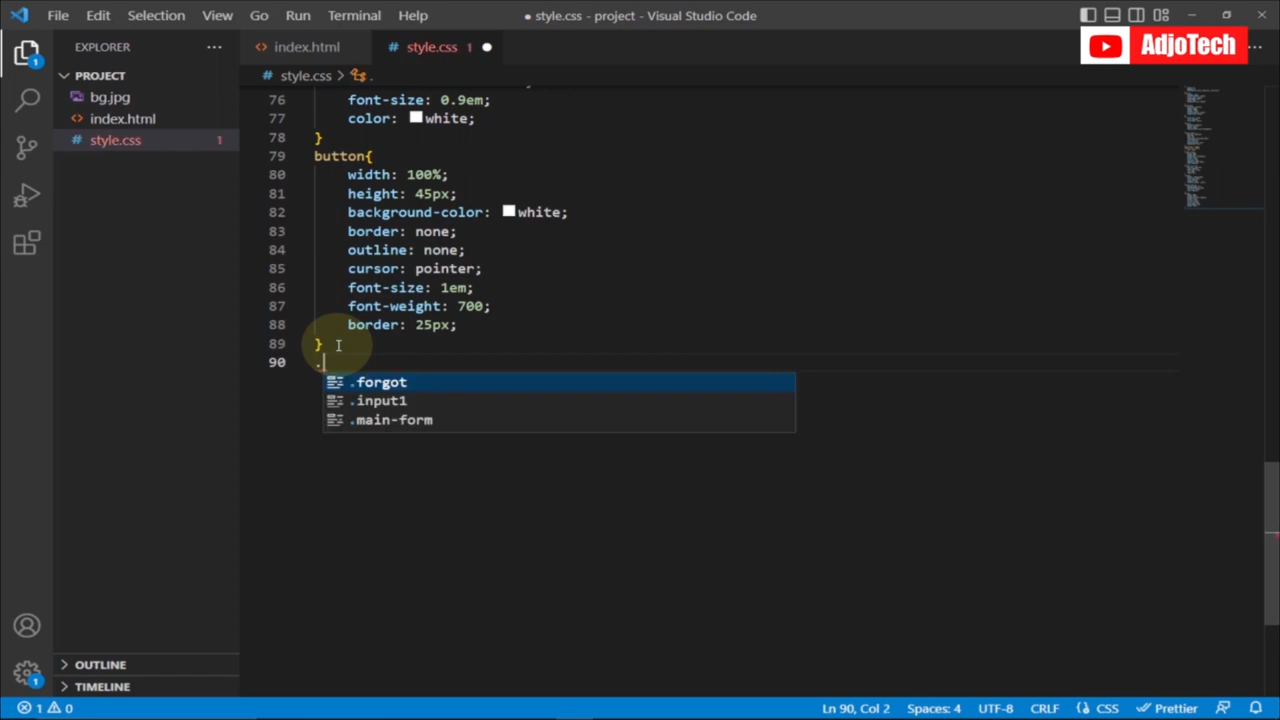 File Edit Selection View Go Run Terminal Help
● style.css - project - Visual Studio Code
AdjoTech
EXPLORER ···
index.html
style.css 1
PROJECT
style.css > .
bg.jpg
index.html
style.css 1
76 font-size: 0.9em;
77 color: white;
78 }
79 button{
80 width: 100%;
81 height: 45px;
82 background-color: white;
83 border: none;
84 outline: none;
85 cursor: pointer;
86 font-size: 1em;
87 font-weight: 700;
88 border: 25px;
89 }
90 .
.forgot
.input1
.main-form
1
1
OUTLINE
TIMELINE
1 0 Ln 90, Col 2 Spaces: 4 UTF-8 CRLF CSS Prettier